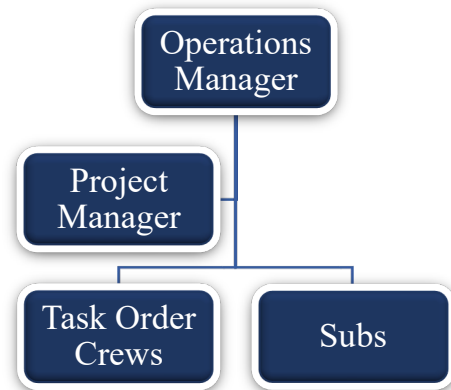 Operations
Manager
Project
Manager
Task Order
Crews
Subs